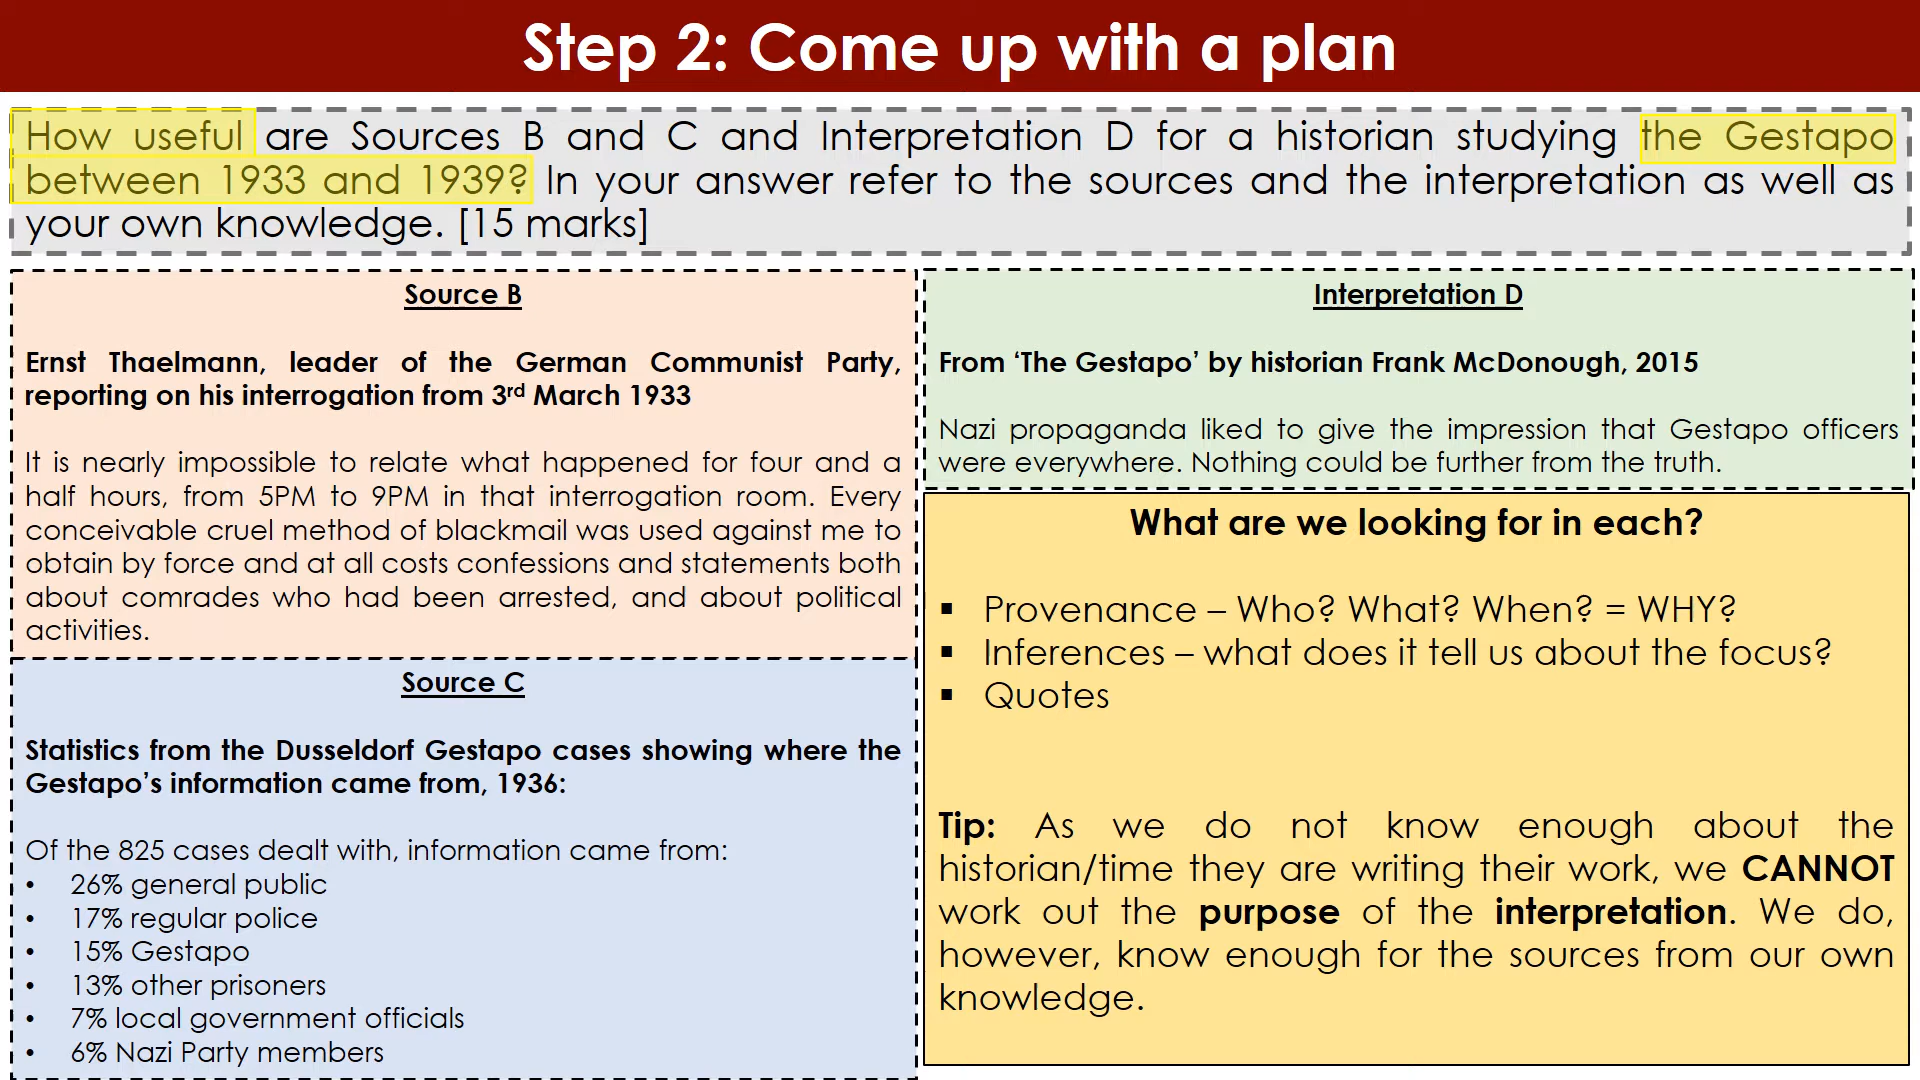 Step 2: Come up with a plan
How useful are Sources B and C and Interpretation D for a historian studying the Gestapo
between 1933 and 1939? In your answer refer to the sources and the interpretation as well as
your own knowledge. [15 marks]
Source B
Ernst Thaelmann, leader of the German Communist Party,
reporting on his interrogation from 3rd March 1933
It is nearly impossible to relate what happened for four and a
half hours, from 5PM to 9PM in that interrogation room. Every
conceivable cruel method of blackmail was used against me to
obtain by force and at all costs confessions and statements both
about comrades who had been arrested, and about political
activities.
Source C
Statistics from the Dusseldorf Gestapo cases showing where the
Gestapo's information came from, 1936:
Of the 825 cases dealt with, information came from:
• 26% general public
• 17% regular police
• 15% Gestapo
• 13% other prisoners
• 7% local government officials
• 6% Nazi Party members
Interpretation D
From ‘The Gestapo’ by historian Frank McDonough, 2015
Nazi propaganda liked to give the impression that Gestapo officers
were everywhere. Nothing could be further from the truth.
What are we looking for in each?
▪ Provenance – Who? What? When? = WHY?
▪ Inferences – what does it tell us about the focus?
▪ Quotes
Tip: As we do not know enough about the
historian/time they are writing their work, we CANNOT
work out the purpose of the interpretation. We do,
however, know enough for the sources from our own
knowledge.